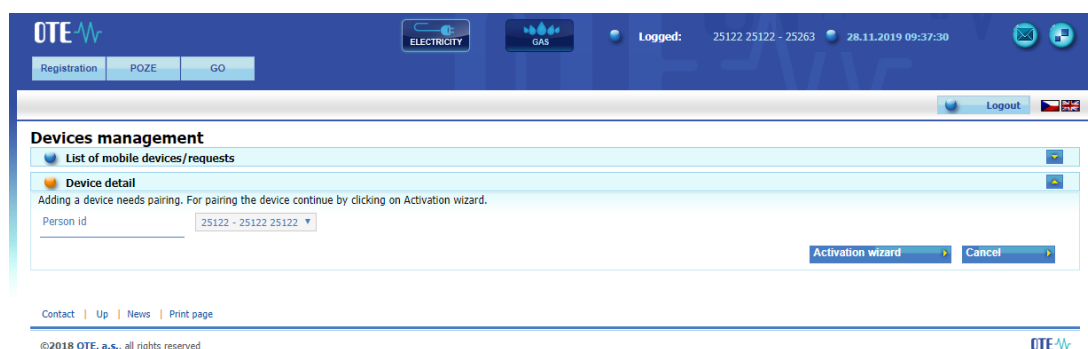 OTE
ELECTRICITY
GAS
Logged: 25122 25122 - 25263 28.11.2019 09:37:30
Registration POZE GO
Logout
Devices management
List of mobile devices/requests
Device detail
Adding a device needs pairing. For pairing the device continue by clicking on Activation wizard.
Person id 25122 - 25122 25122
Activation wizard Cancel
Contact | Up | News | Print page
©2018 OTE, a.s., all rights reserved
OTE